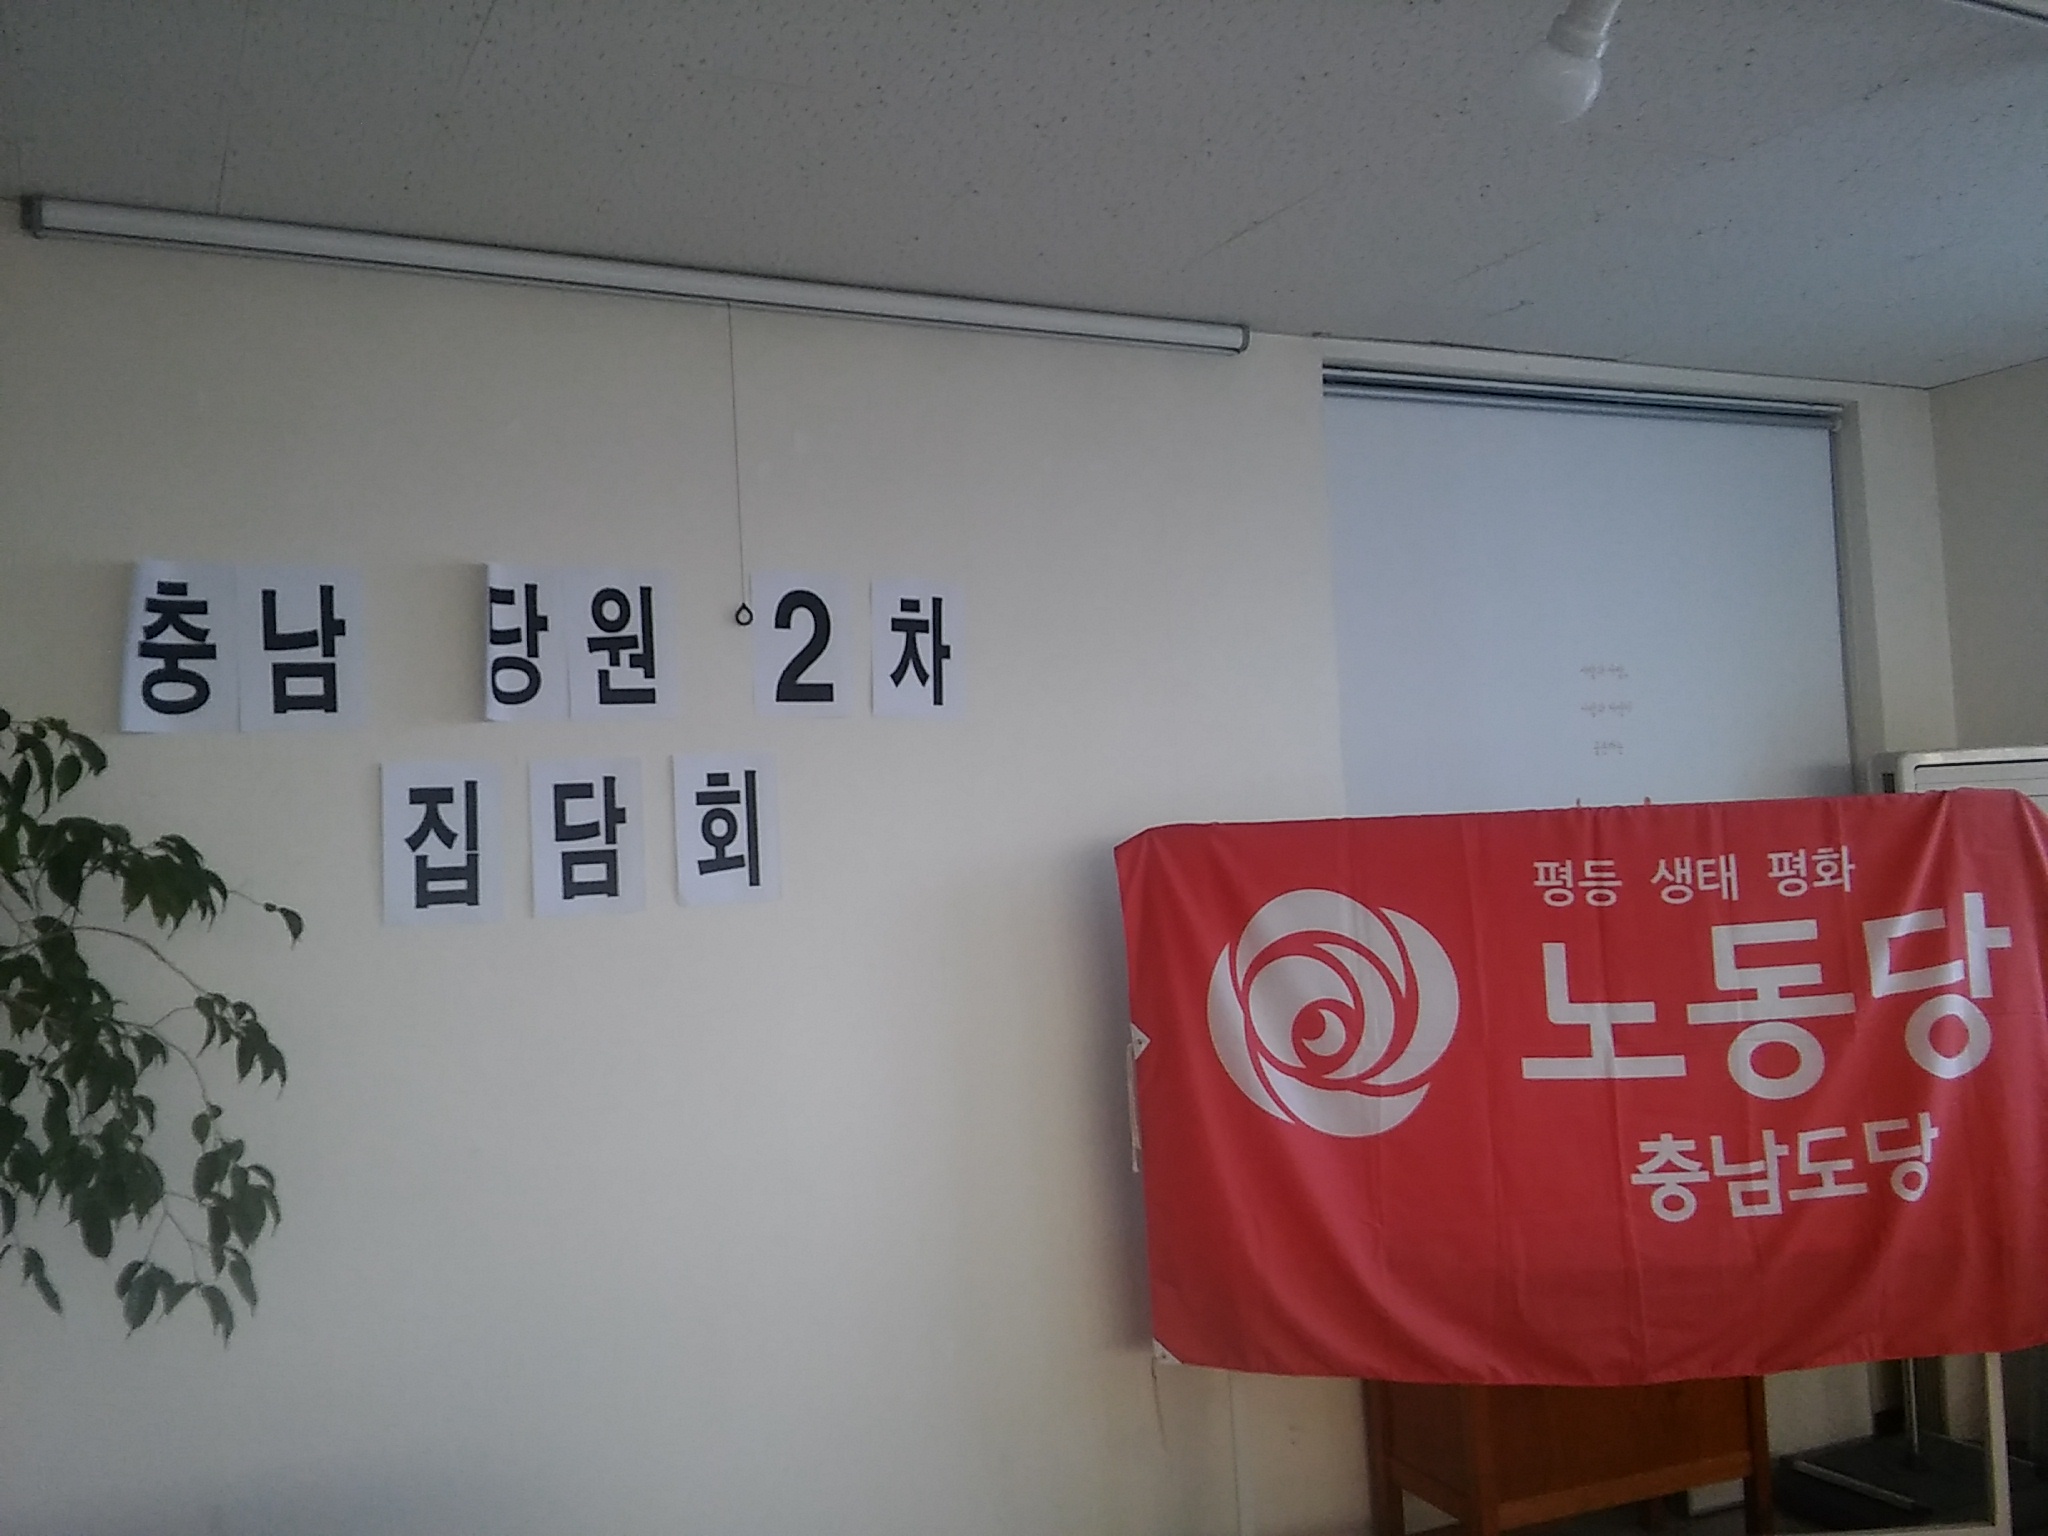 충남 당원 2차
집담회
평등 생태 평화
노동당
충남도당